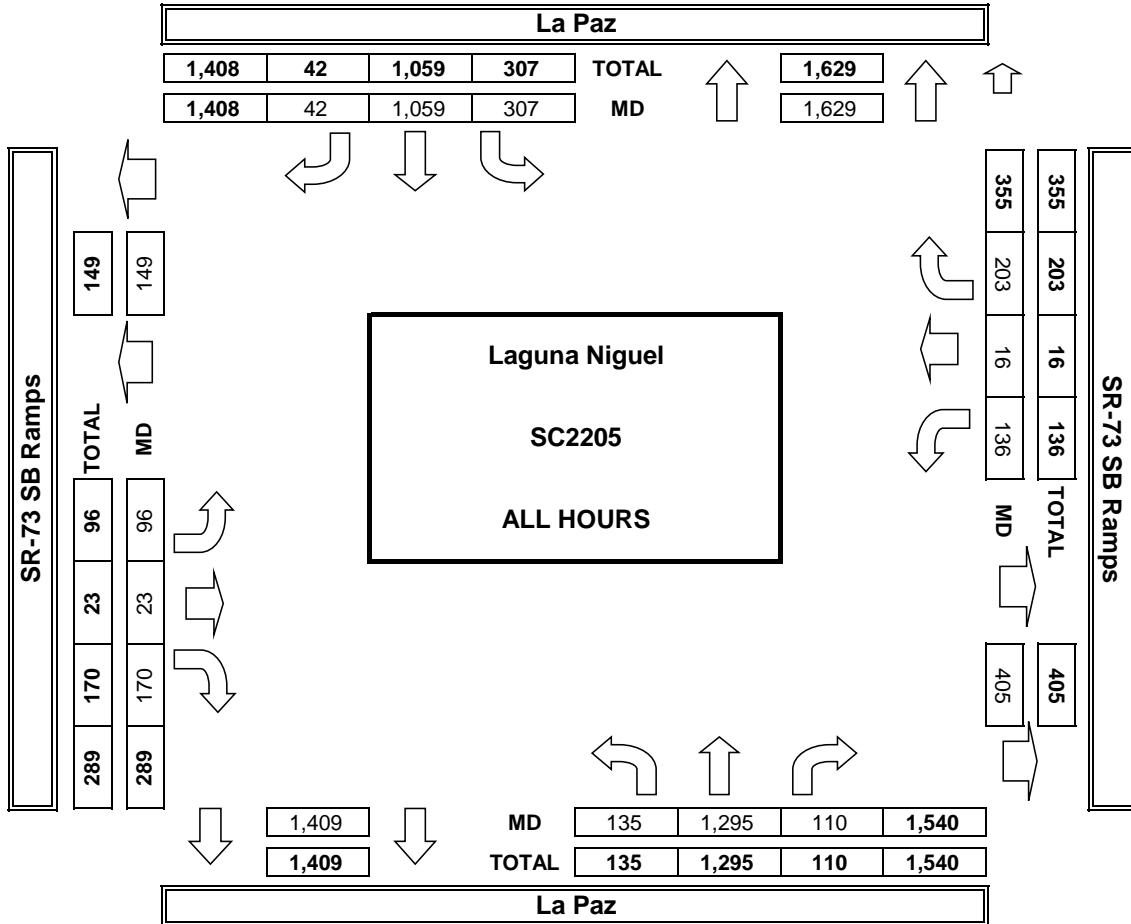 La Paz
1,408 42 1,059 307 TOTAL 1,629
1,408 42 1,059 307 MD 1,629
SR-73 SB Ramps
TOTAL 149 96 23 170 289
MD 149 96 23 170 289
Laguna Niguel
SC2205
ALL HOURS
355 203 16 136 MD 405
355 203 16 136 TOTAL 405
SR-73 SB Ramps
1,409 MD 135 1,295 110 1,540
1,409 TOTAL 135 1,295 110 1,540
La Paz